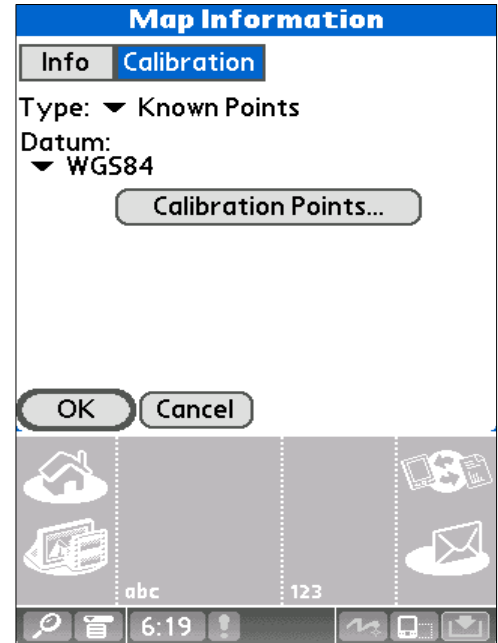 Map Information
Info Calibration
Type: Known Points
Datum:
WGS84
Calibration Points...
OK Cancel
abc 123
6:19